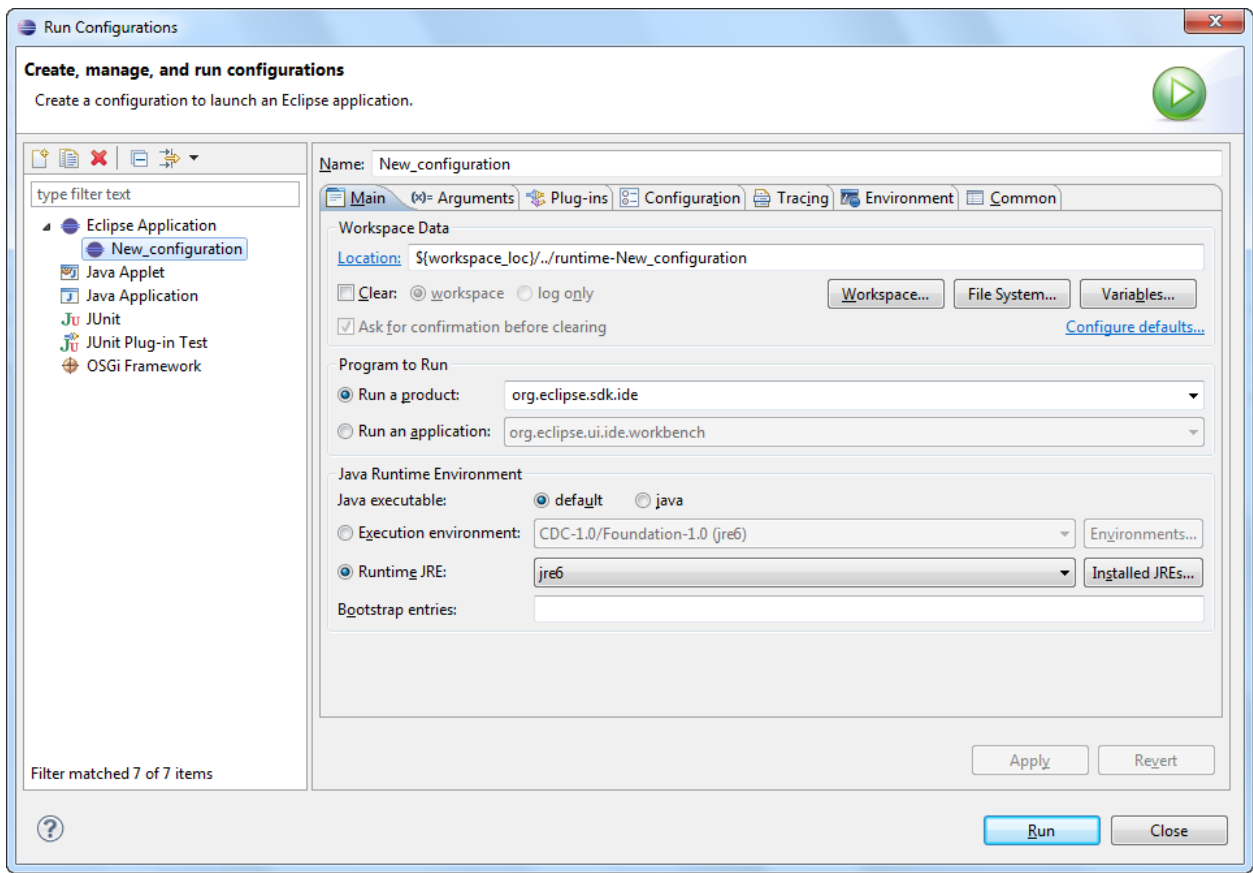 Run Configurations
Create, manage, and run configurations
Create a configuration to launch an Eclipse application.
type filter text
Eclipse Application
New_configuration
Java Applet
Java Application
JUnit
JUnit Plug-in Test
OSGi Framework
Filter matched 7 of 7 items
Name: New_configuration
Main (x)= Arguments Plug-ins Configuration Tracing Environment Common
Workspace Data
Location: ${workspace_loc}/../runtime-New_configuration
Clear: workspace log only Workspace... File System... Variables...
Ask for confirmation before clearing Configure defaults...
Program to Run
Run a product: org.eclipse.sdk.ide
Run an application: org.eclipse.ui.ide.workbench
Java Runtime Environment
Java executable: default java
Execution environment: CDC-1.0/Foundation-1.0 (jre6) Environments...
Runtime JRE: jre6 Installed JREs...
Bootstrap entries:
Apply Revert
Run Close